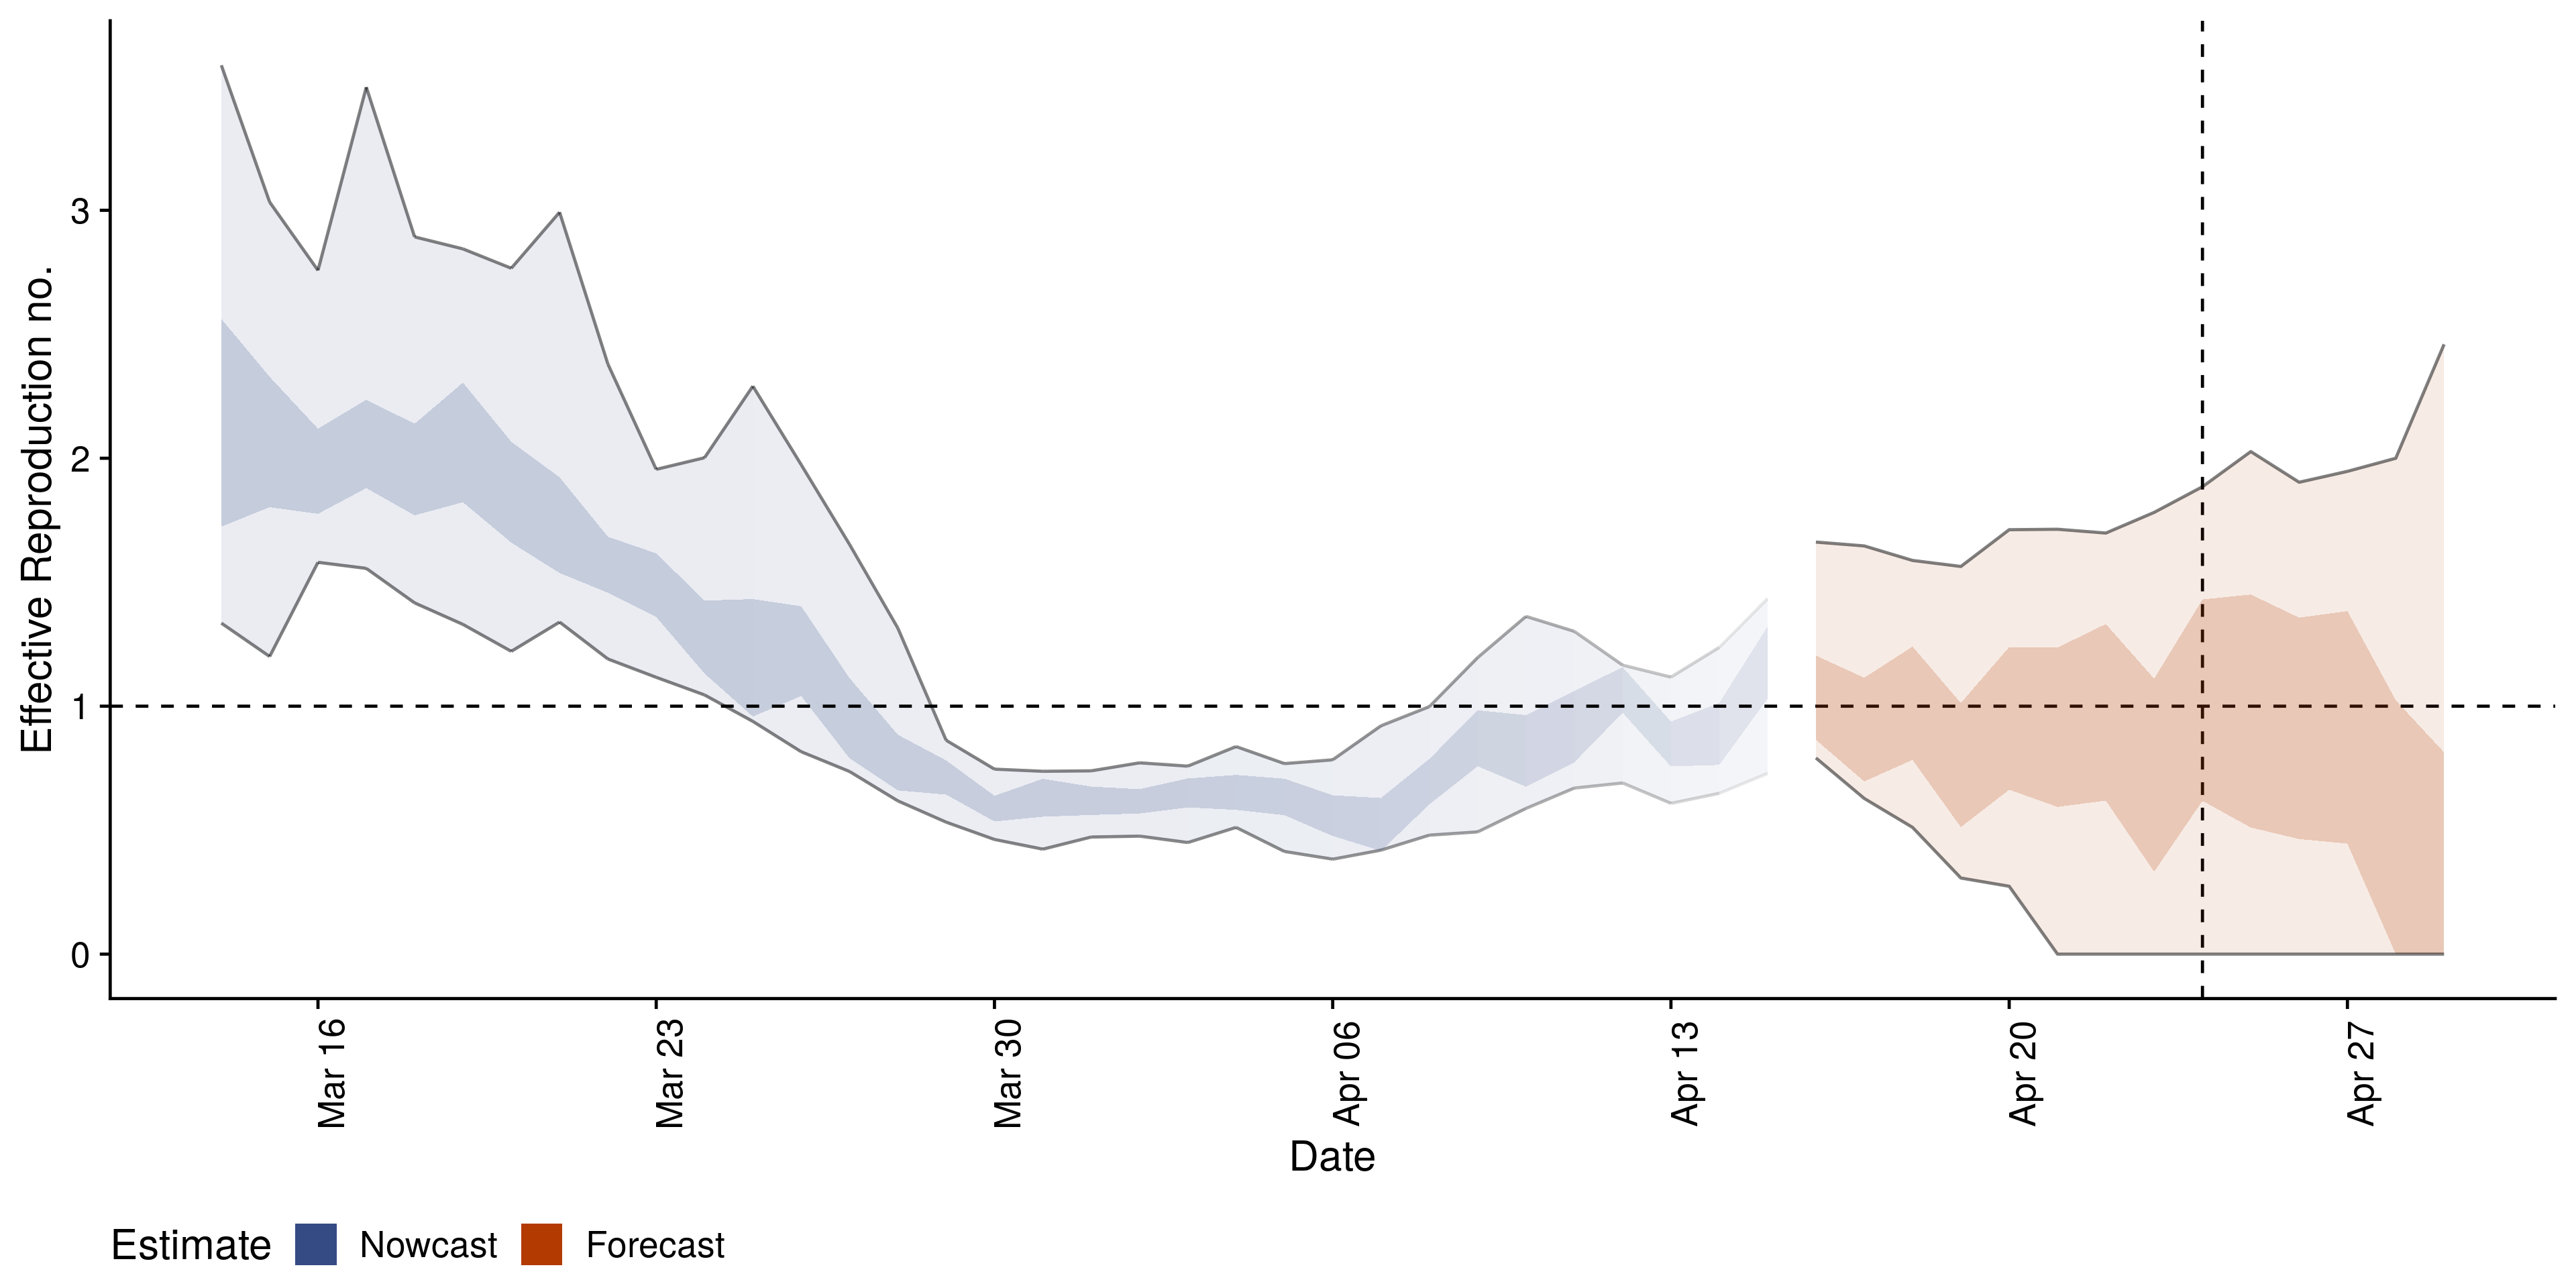 Effective Reproduction no.
3
2
1
0
Mar 16
Mar 23
Mar 30
Apr 06
Apr 13
Apr 20
Apr 27
Date
Estimate Nowcast Forecast